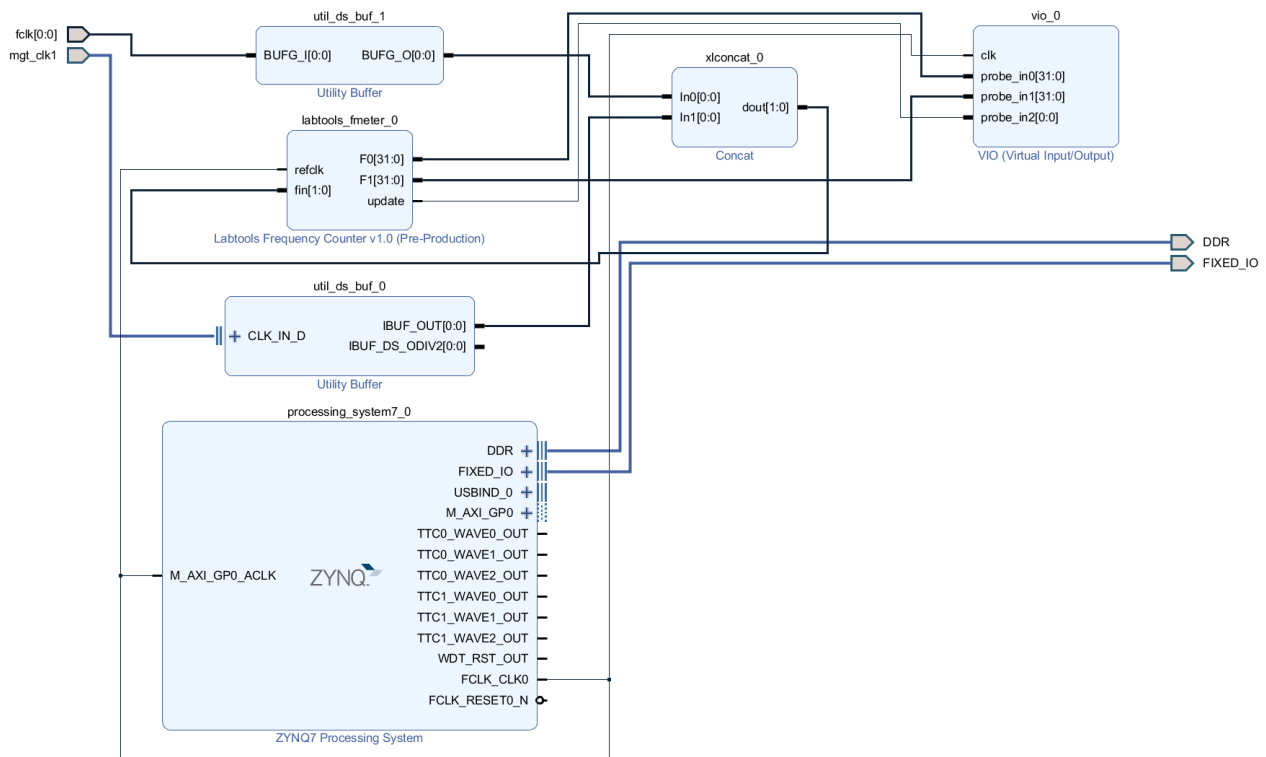 fclk[0:0]
mgt_clk1
util_ds_buf_1
BUFG_I[0:0] BUFG_O[0:0]
Utility Buffer
labtools_fmeter_0
refclk
fin[1:0]
F0[31:0]
F1[31:0]
update
Labtools Frequency Counter v1.0 (Pre-Production)
xlconcat_0
In0[0:0]
In1[0:0]
dout[1:0]
Concat
vio_0
clk
probe_in0[31:0]
probe_in1[31:0]
probe_in2[0:0]
VIO (Virtual Input/Output)
DDR
FIXED_IO
util_ds_buf_0
CLK_IN_D
IBUF_OUT[0:0]
IBUF_DS_ODIV2[0:0]
Utility Buffer
processing_system7_0
M_AXI_GP0_ACLK
ZYNQ
DDR
FIXED_IO
USBIND_0
M_AXI_GP0
TTC0_WAVE0_OUT
TTC0_WAVE1_OUT
TTC0_WAVE2_OUT
TTC1_WAVE0_OUT
TTC1_WAVE1_OUT
TTC1_WAVE2_OUT
WDT_RST_OUT
FCLK_CLK0
FCLK_RESET0_N
ZYNQ7 Processing System